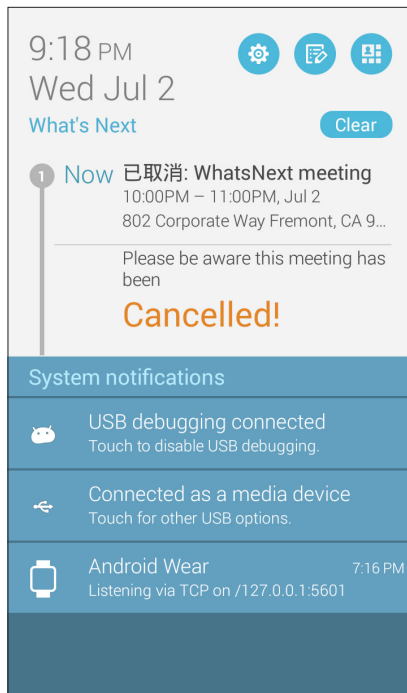 9:18 PM
Wed Jul 2
What's Next
Clear
1
Now
已取消: WhatsNext meeting
10:00PM – 11:00PM, Jul 2
802 Corporate Way Fremont, CA 9...
Please be aware this meeting has
been
Cancelled!
System notifications
USB debugging connected
Touch to disable USB debugging.
Connected as a media device
Touch for other USB options.
Android Wear
7:16 PM
Listening via TCP on /127.0.0.1:5601